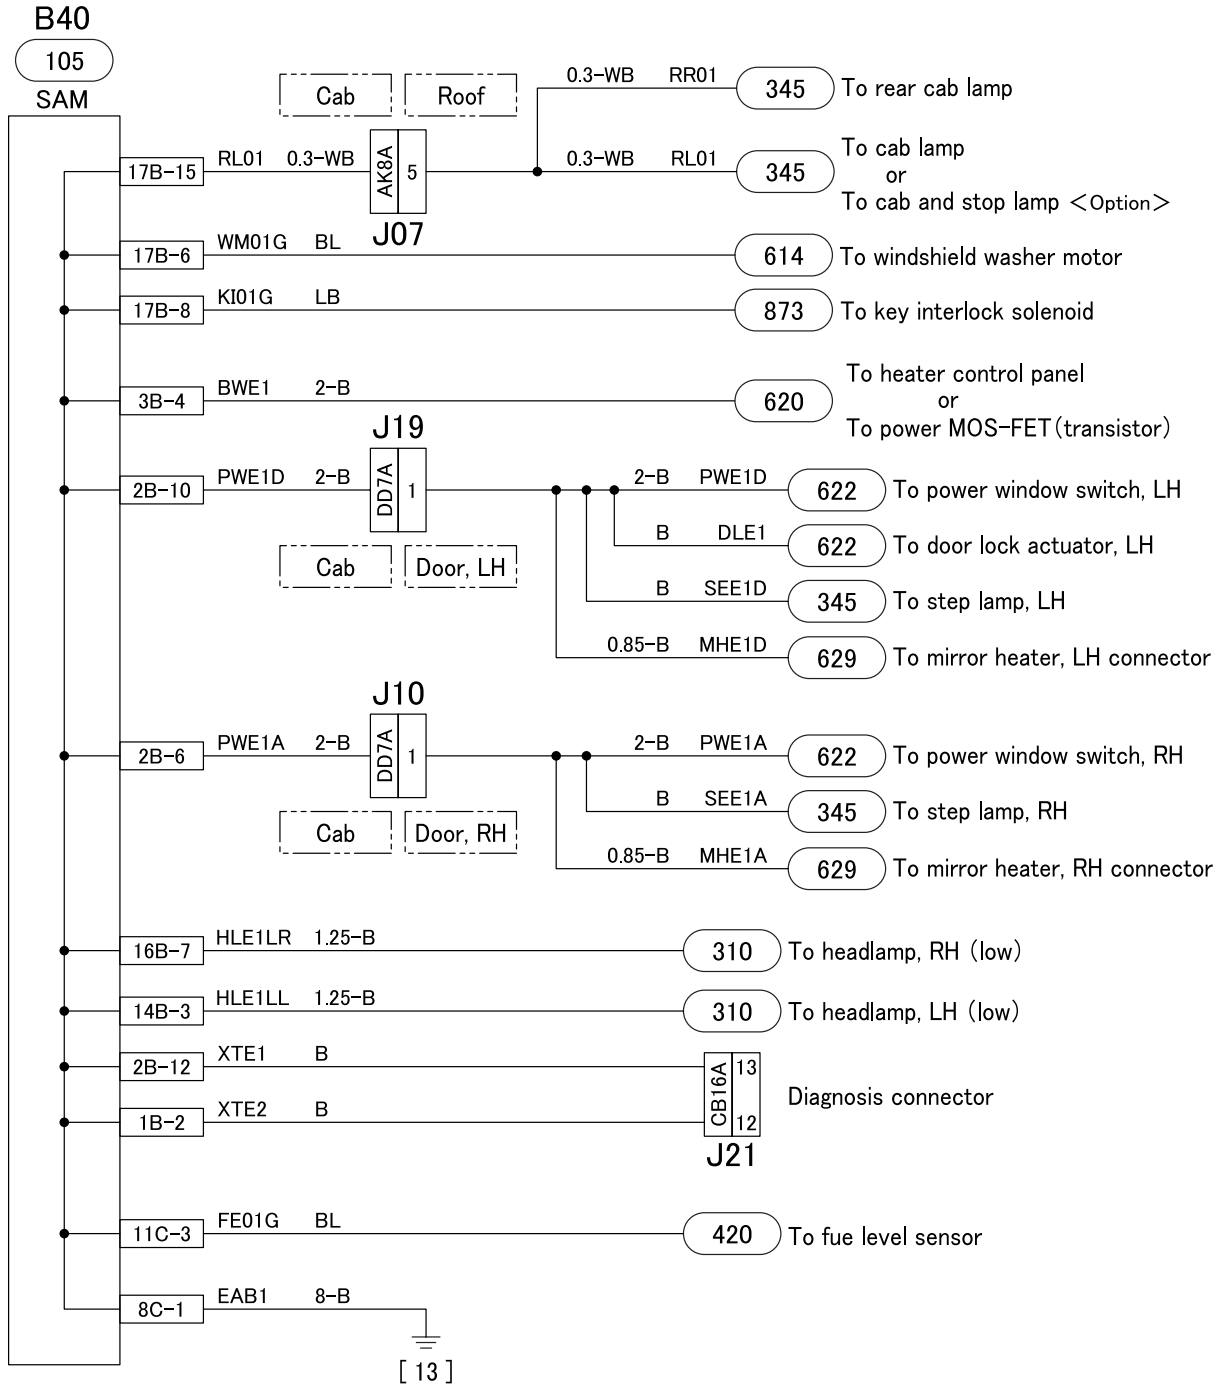 B40
105
SAM
Cab Roof
0.3-WB RR01 345 To rear cab lamp
17B-15 RL01 0.3-WB AK8A 5 0.3-WB RL01 345 To cab lamp
or
To cab and stop lamp <Option>
J07
17B-6 WM01G BL 614 To windshield washer motor
17B-8 KI01G LB 873 To key interlock solenoid
3B-4 BWE1 2-B 620 To heater control panel
or
To power MOS-FET(transistor)
J19
2B-10 PWE1D 2-B DD7A 1 2-B PWE1D 622 To power window switch, LH
B DLE1 622 To door lock actuator, LH
Cab Door, LH
B SEE1D 345 To step lamp, LH
0.85-B MHE1D 629 To mirror heater, LH connector
J10
2B-6 PWE1A 2-B DD7A 1 2-B PWE1A 622 To power window switch, RH
B SEE1A 345 To step lamp, RH
Cab Door, RH
0.85-B MHE1A 629 To mirror heater, RH connector
16B-7 HLE1LR 1.25-B 310 To headlamp, RH (low)
14B-3 HLE1LL 1.25-B 310 To headlamp, LH (low)
2B-12 XTE1 B CB16A 13
Diagnosis connector
1B-2 XTE2 B 12
J21
11C-3 FE01G BL 420 To fue level sensor
8C-1 EAB1 8-B
[ 13 ]